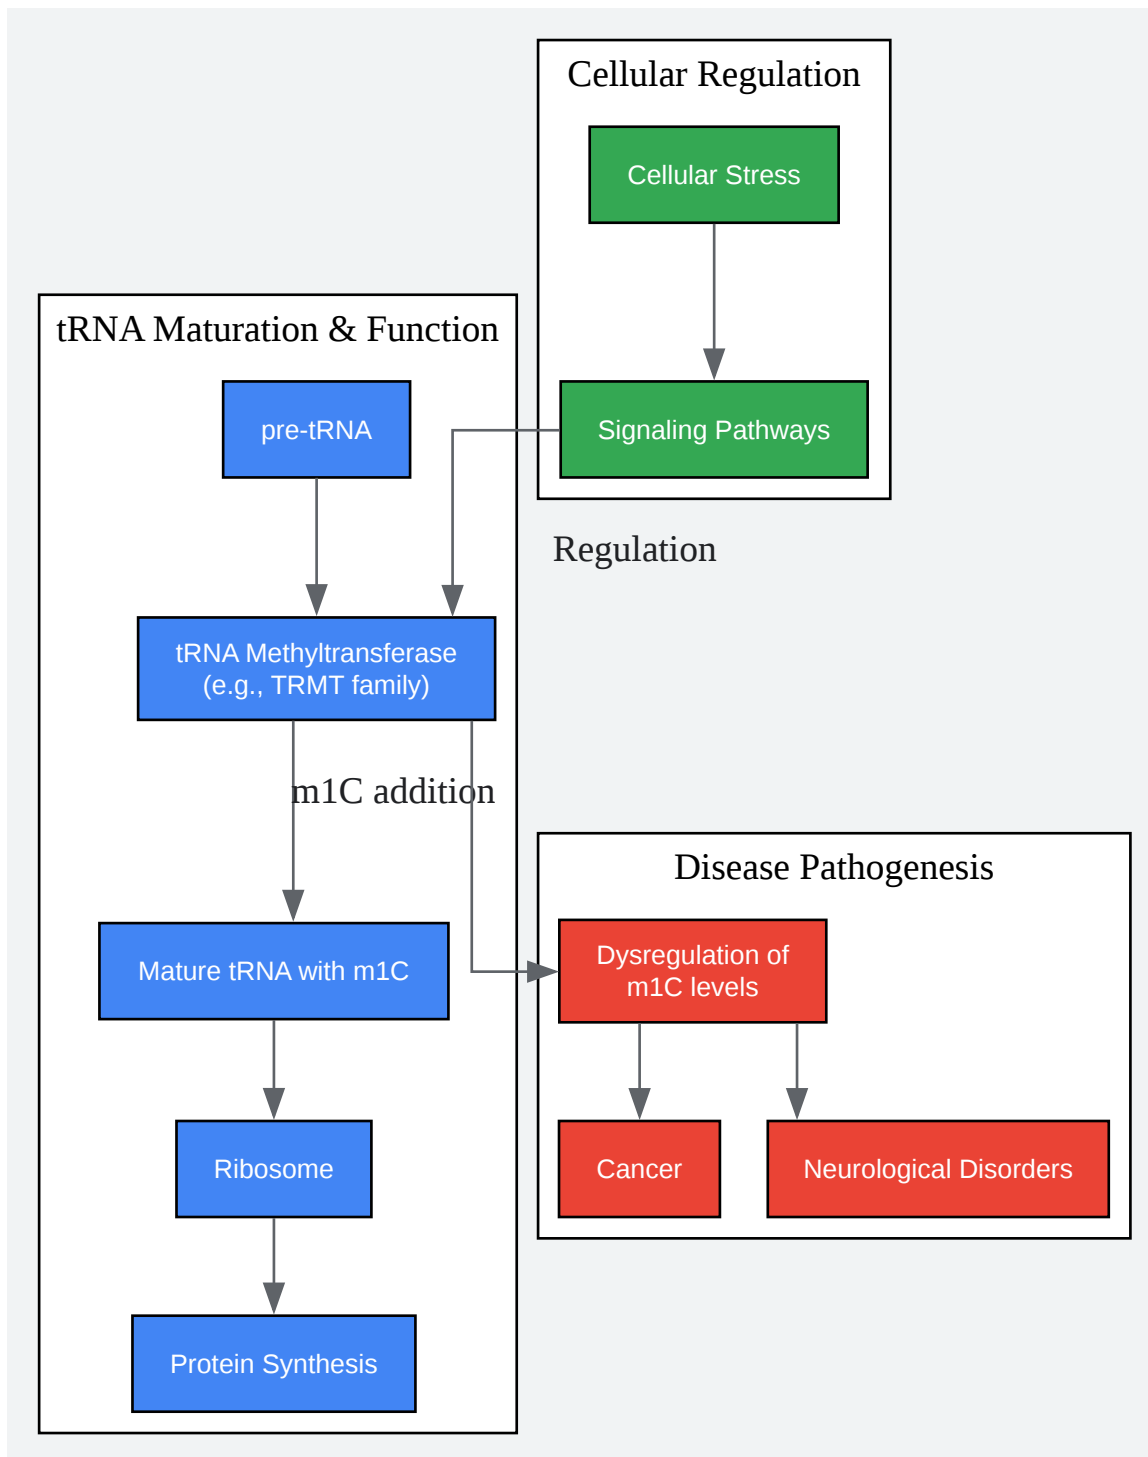 Cellular Regulation
Cellular Stress
Signaling Pathways
Regulation
tRNA Maturation & Function
pre-tRNA
tRNA Methyltransferase
(e.g., TRMT family)
m1C addition
Mature tRNA with m1C
Ribosome
Protein Synthesis
Disease Pathogenesis
Dysregulation of
m1C levels
Cancer
Neurological Disorders